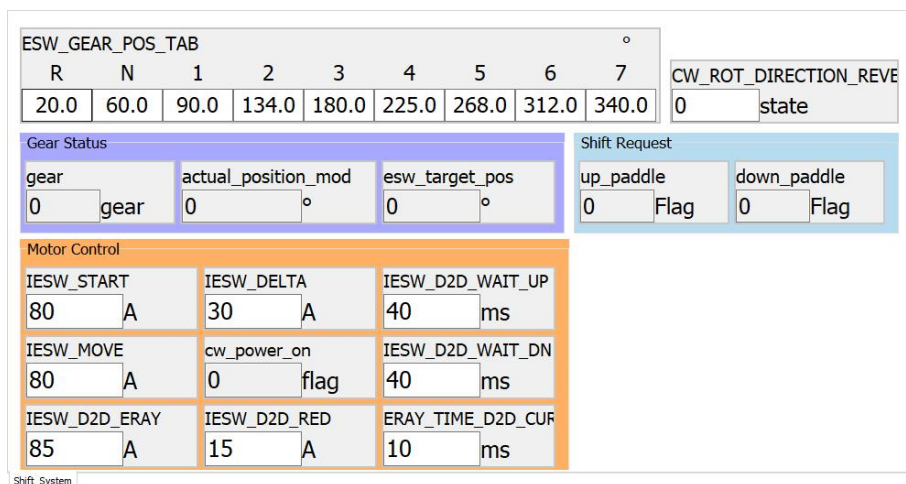 ESW_GEAR_POS_TAB °
R N 1 2 3 4 5 6 7
20.0 60.0 90.0 134.0 180.0 225.0 268.0 312.0 340.0
CW_ROT_DIRECTION_REVE
0 state
Gear Status
gear actual_position_mod esw_target_pos
0 gear 0 ° 0 °
Shift Request
up_paddle down_paddle
0 Flag 0 Flag
Motor Control
IESW_START IESW_DELTA IESW_D2D_WAIT_UP
80 A 30 A 40 ms
IESW_MOVE cw_power_on IESW_D2D_WAIT_DN
80 A 0 flag 40 ms
IESW_D2D_ERAY IESW_D2D_RED ERAY_TIME_D2D_CUR
85 A 15 A 10 ms
Shift_System